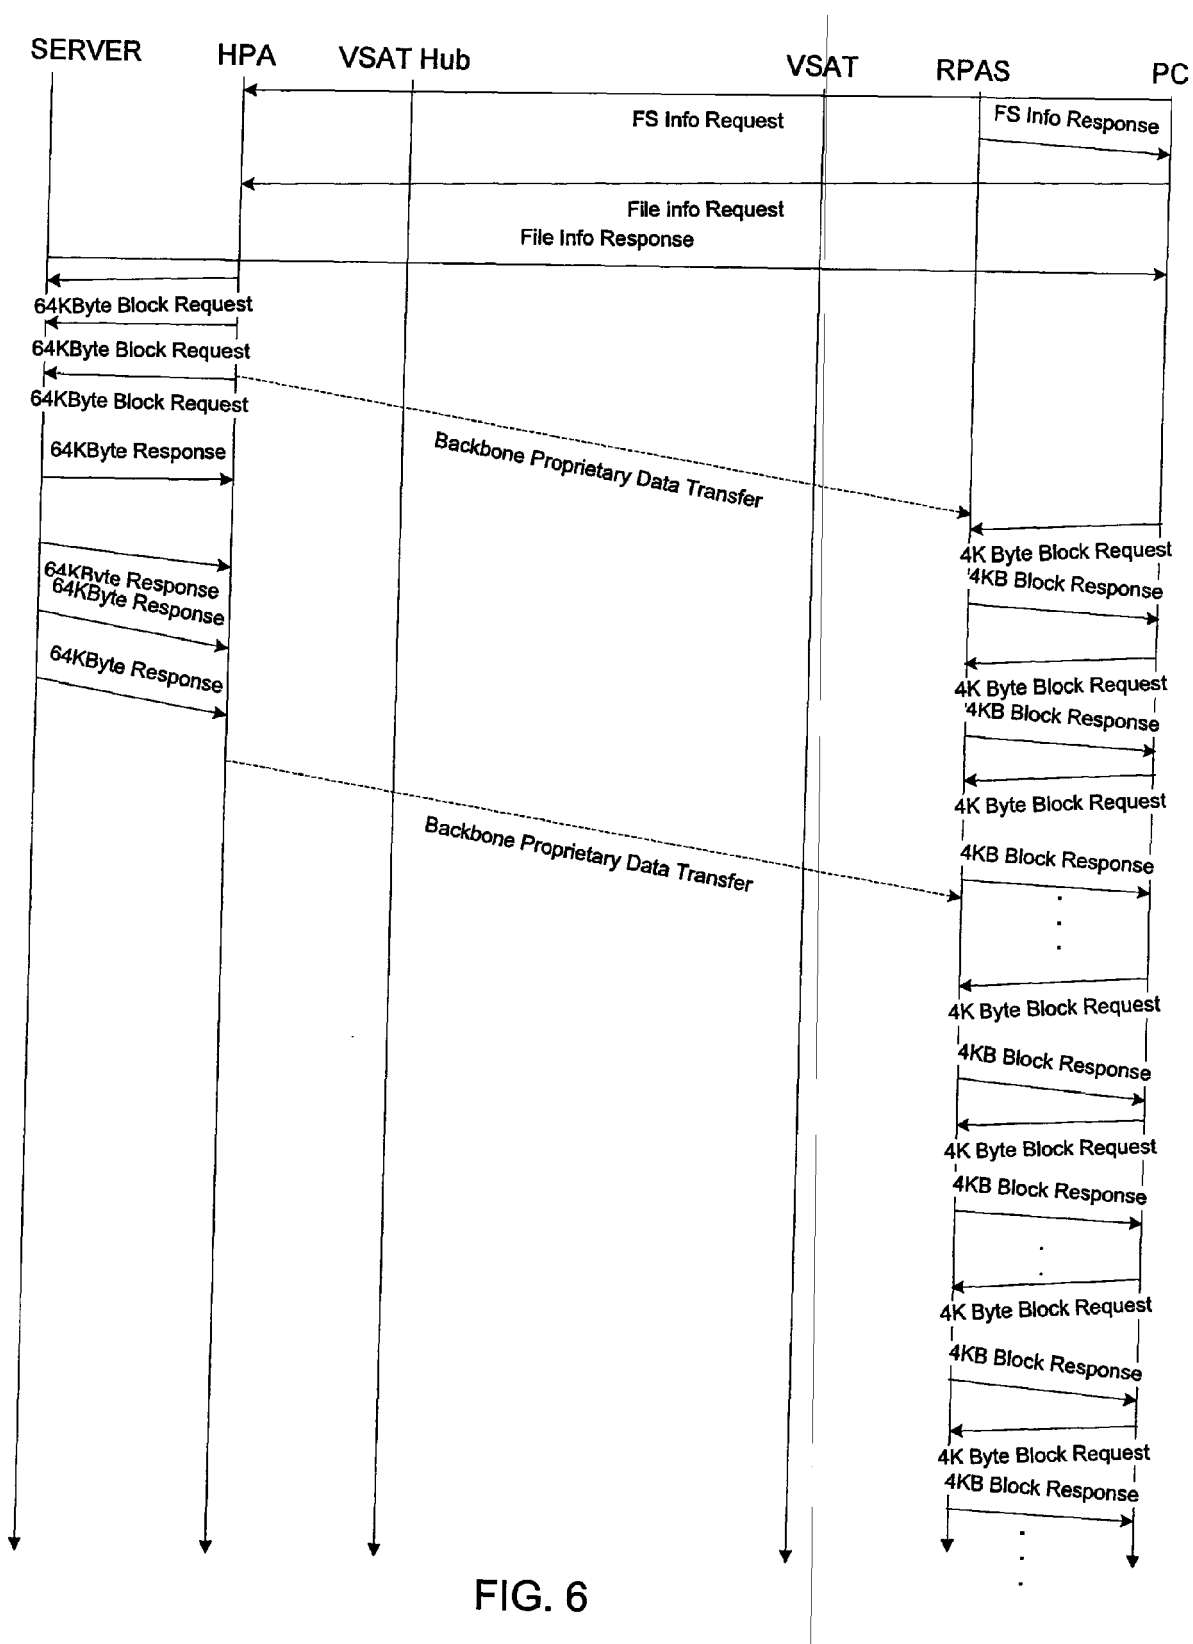 SERVER
HPA
VSAT Hub
VSAT
RPAS
PC
FS Info Request
FS Info Response
File info Request
File Info Response
64KByte Block Request
64KByte Block Request
64KByte Block Request
64KByte Response
Backbone Proprietary Data Transfer
4K Byte Block Request
64KByte Response
4KB Block Response
64KByte Response
64KByte Response
4K Byte Block Request
4KB Block Response
4K Byte Block Request
Backbone Proprietary Data Transfer
4KB Block Response
4K Byte Block Request
4KB Block Response
4K Byte Block Request
4KB Block Response
4K Byte Block Request
4KB Block Response
4K Byte Block Request
4KB Block Response
FIG. 6